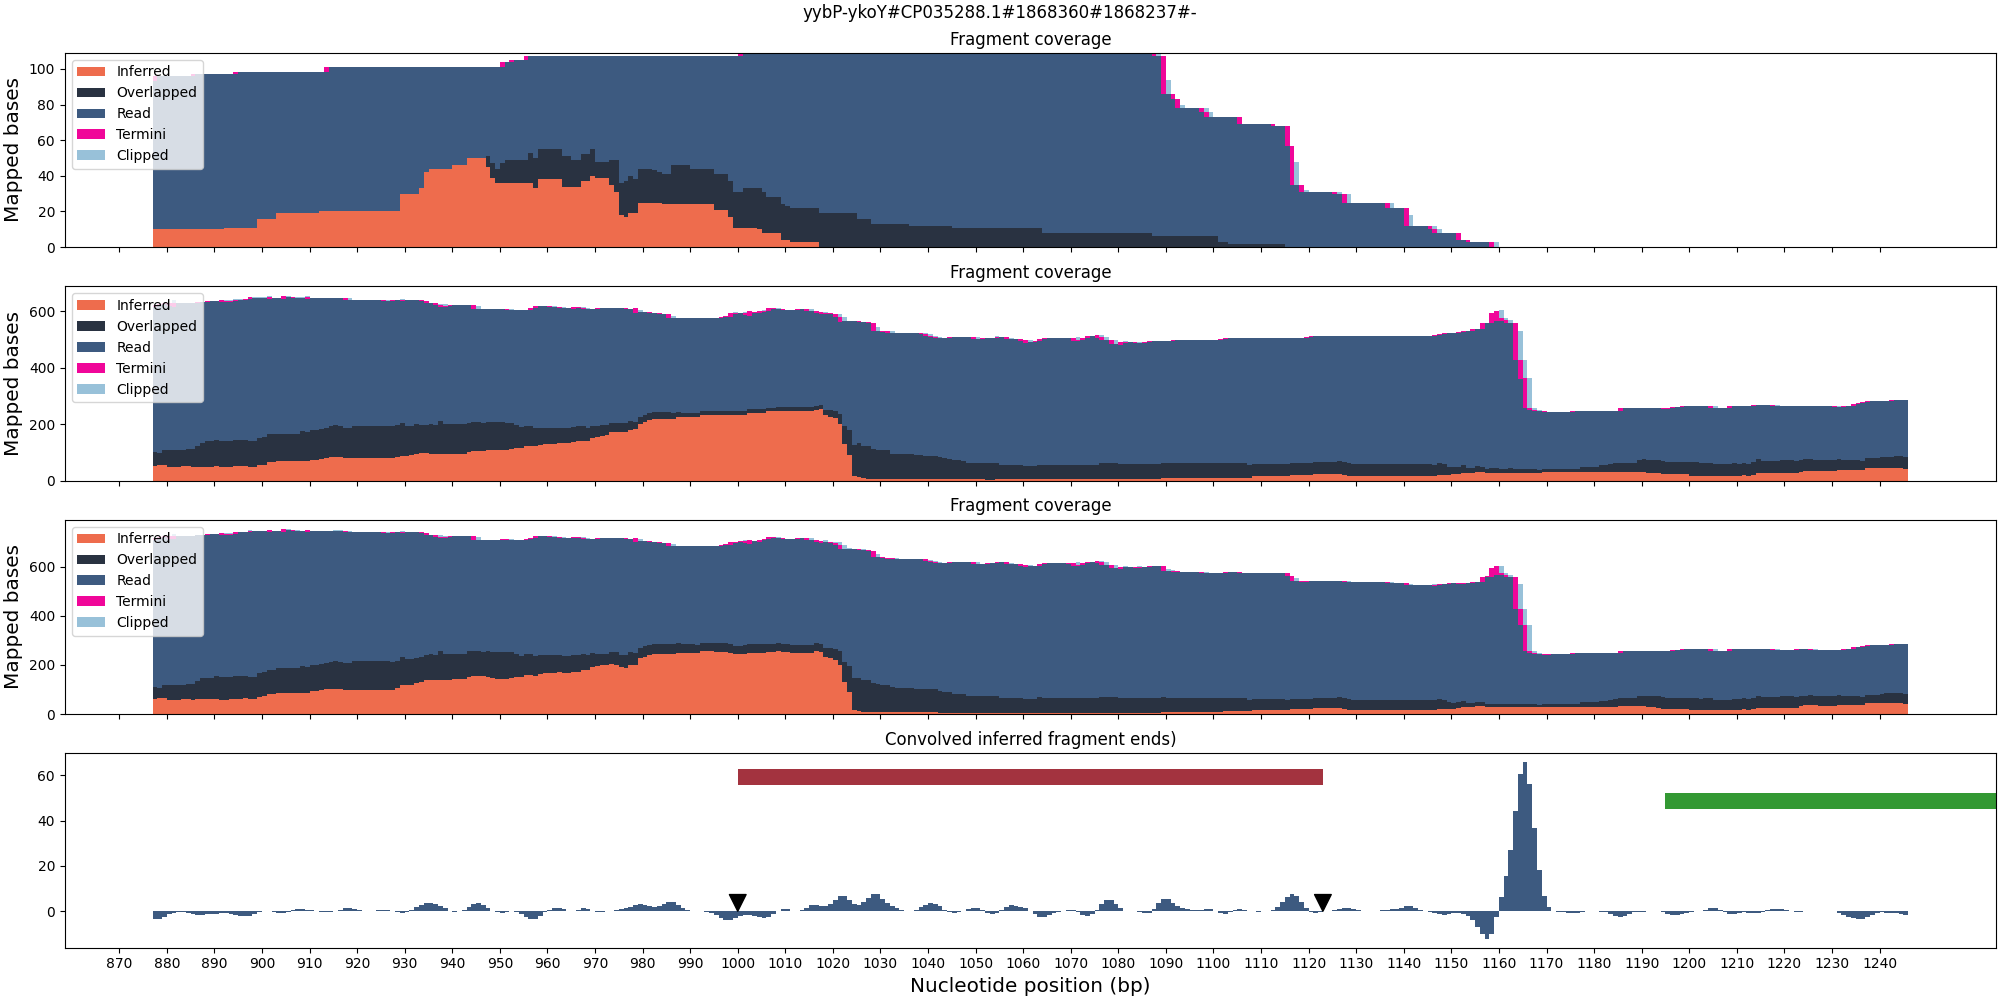 yybP-ykoY#CP035288.1#1868360#1868237#-
Fragment coverage
Mapped bases
100
80
60
40
20
0
Inferred
Overlapped
Read
Termini
Clipped
Fragment coverage
Mapped bases
600
400
200
0
Inferred
Overlapped
Read
Termini
Clipped
Fragment coverage
Mapped bases
600
400
200
0
Inferred
Overlapped
Read
Termini
Clipped
Convolved inferred fragment ends)
60
40
20
0
870 880 890 900 910 920 930 940 950 960 970 980 990 1000 1010 1020 1030 1040 1050 1060 1070 1080 1090 1100 1110 1120 1130 1140 1150 1160 1170 1180 1190 1200 1210 1220 1230 1240
Nucleotide position (bp)